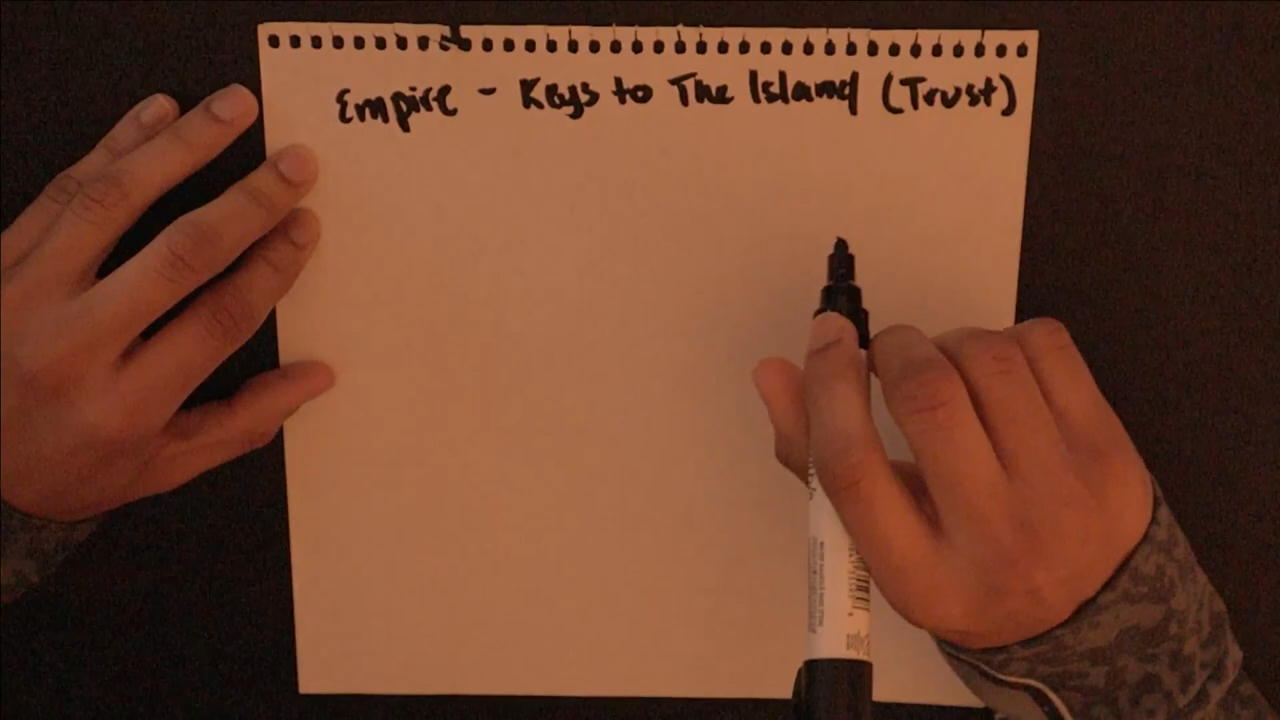 Empire - Keys to The Island (Trust)